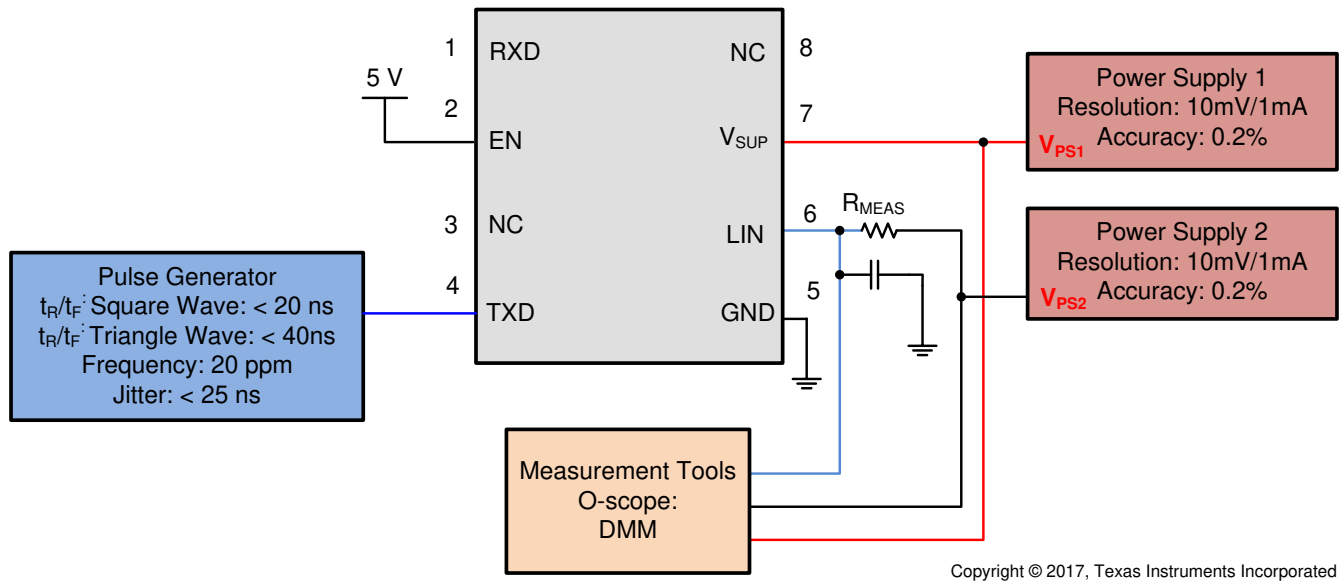 1
RXD
NC
8
5 V
2
EN
7
VSUP
Power Supply 1
Resolution: 10mV/1mA
VPS1 Accuracy: 0.2%
3
NC
6
RMEAS
LIN
Power Supply 2
Resolution: 10mV/1mA
VPS2 Accuracy: 0.2%
Pulse Generator
tR/tF: Square Wave: < 20 ns
tR/tF: Triangle Wave: < 40ns
Frequency: 20 ppm
Jitter: < 25 ns
4
TXD
5
GND
Measurement Tools
O-scope:
DMM
Copyright © 2017, Texas Instruments Incorporated